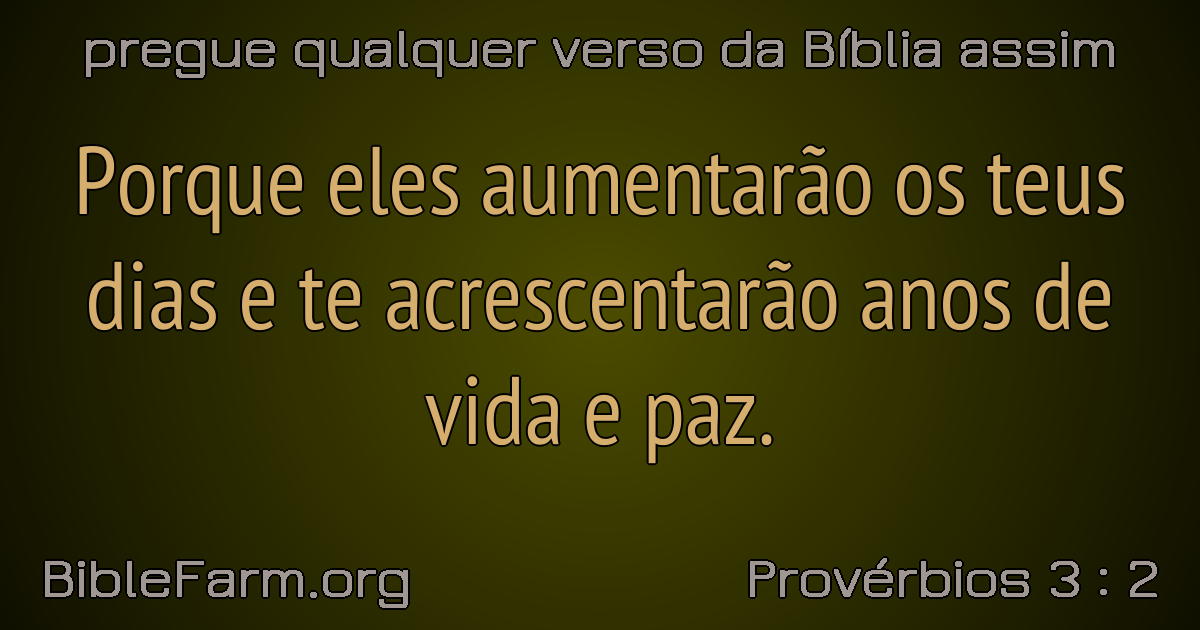 pregue qualquer verso da Bíblia assim
Porque eles aumentarão os teus
dias e te acrescentarão anos de
vida e paz.
BibleFarm.org
Provérbios 3 : 2